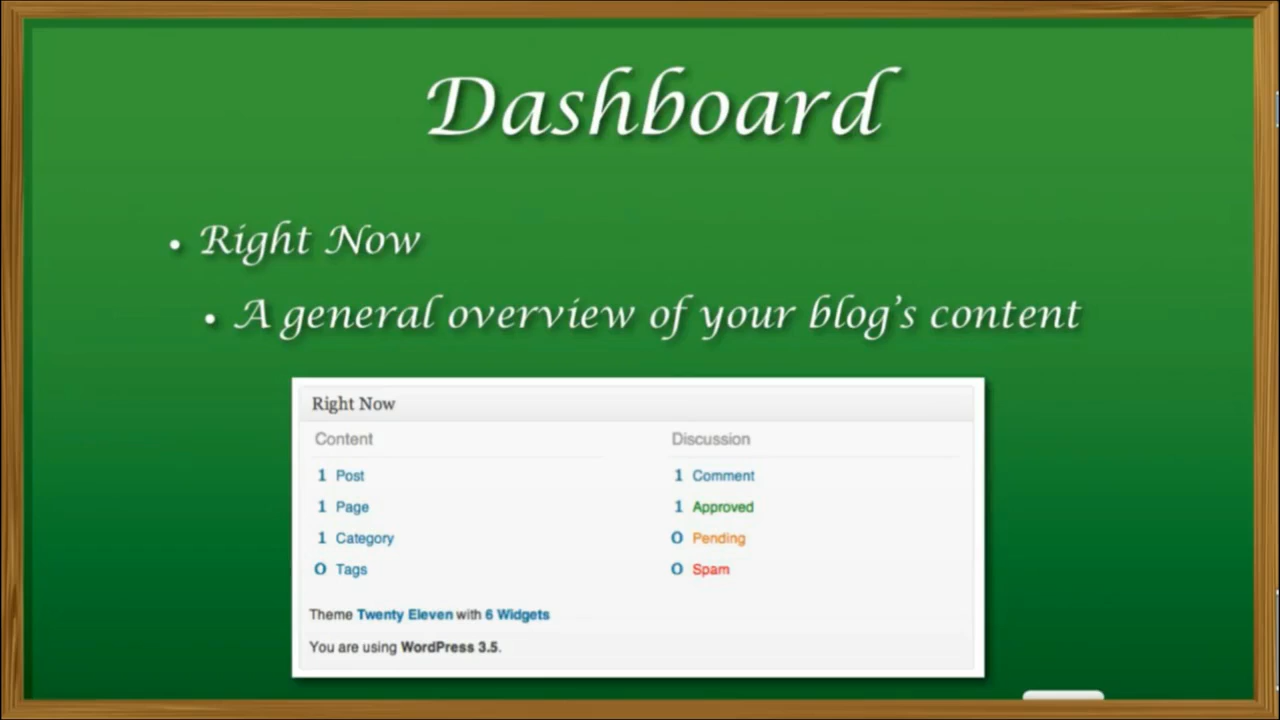 Dashboard
• Right Now
• A general overview of your blog's content
Right Now
Content
Discussion
1 Post
1 Comment
1 Page
1 Approved
1 Category
0 Pending
0 Tags
0 Spam
Theme Twenty Eleven with 6 Widgets
You are using WordPress 3.5.